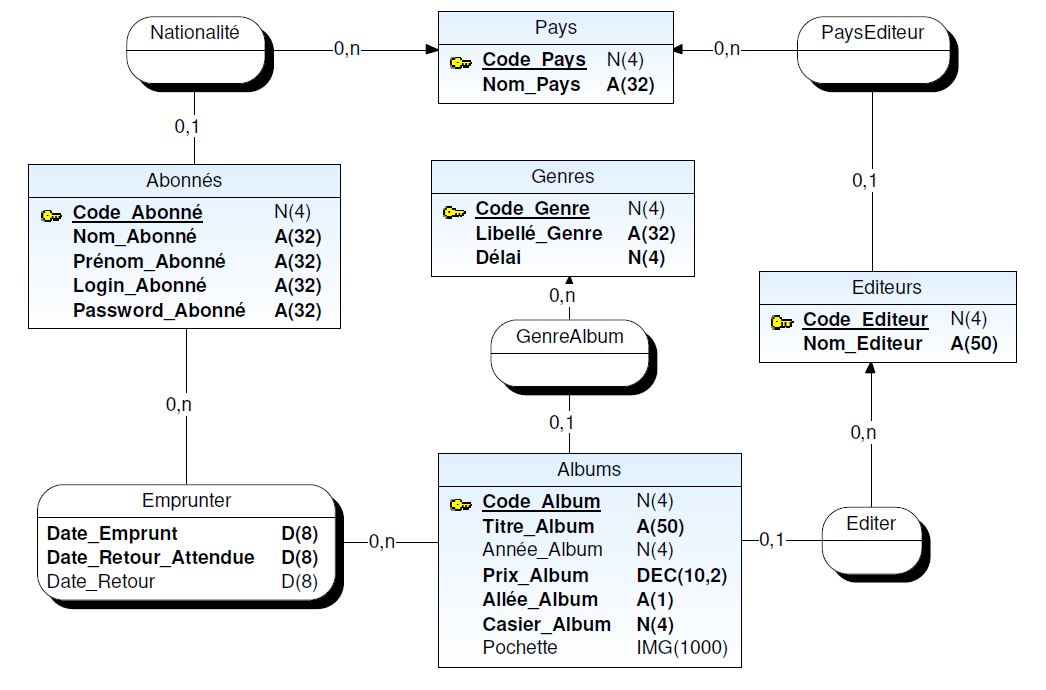 Nationalité
0,n
Pays
Code_Pays N(4)
Nom_Pays A(32)
0,n
PaysEditeur
0,1
0,1
Abonnés
Code_Abonné N(4)
Nom_Abonné A(32)
Prénom_Abonné A(32)
Login_Abonné A(32)
Password_Abonné A(32)
Genres
Code_Genre N(4)
Libellé_Genre A(32)
Délai N(4)
0,n
GenreAlbum
0,1
Editeurs
Code_Editeur N(4)
Nom_Editeur A(50)
0,n
0,n
Emprunter
Date_Emprunt D(8)
Date_Retour_Attendue D(8)
Date_Retour D(8)
0,n
Albums
Code_Album N(4)
Titre_Album A(50)
Année_Album N(4)
Prix_Album DEC(10,2)
Allée_Album A(1)
Casier_Album N(4)
Pochette IMG(1000)
0,1
Editer